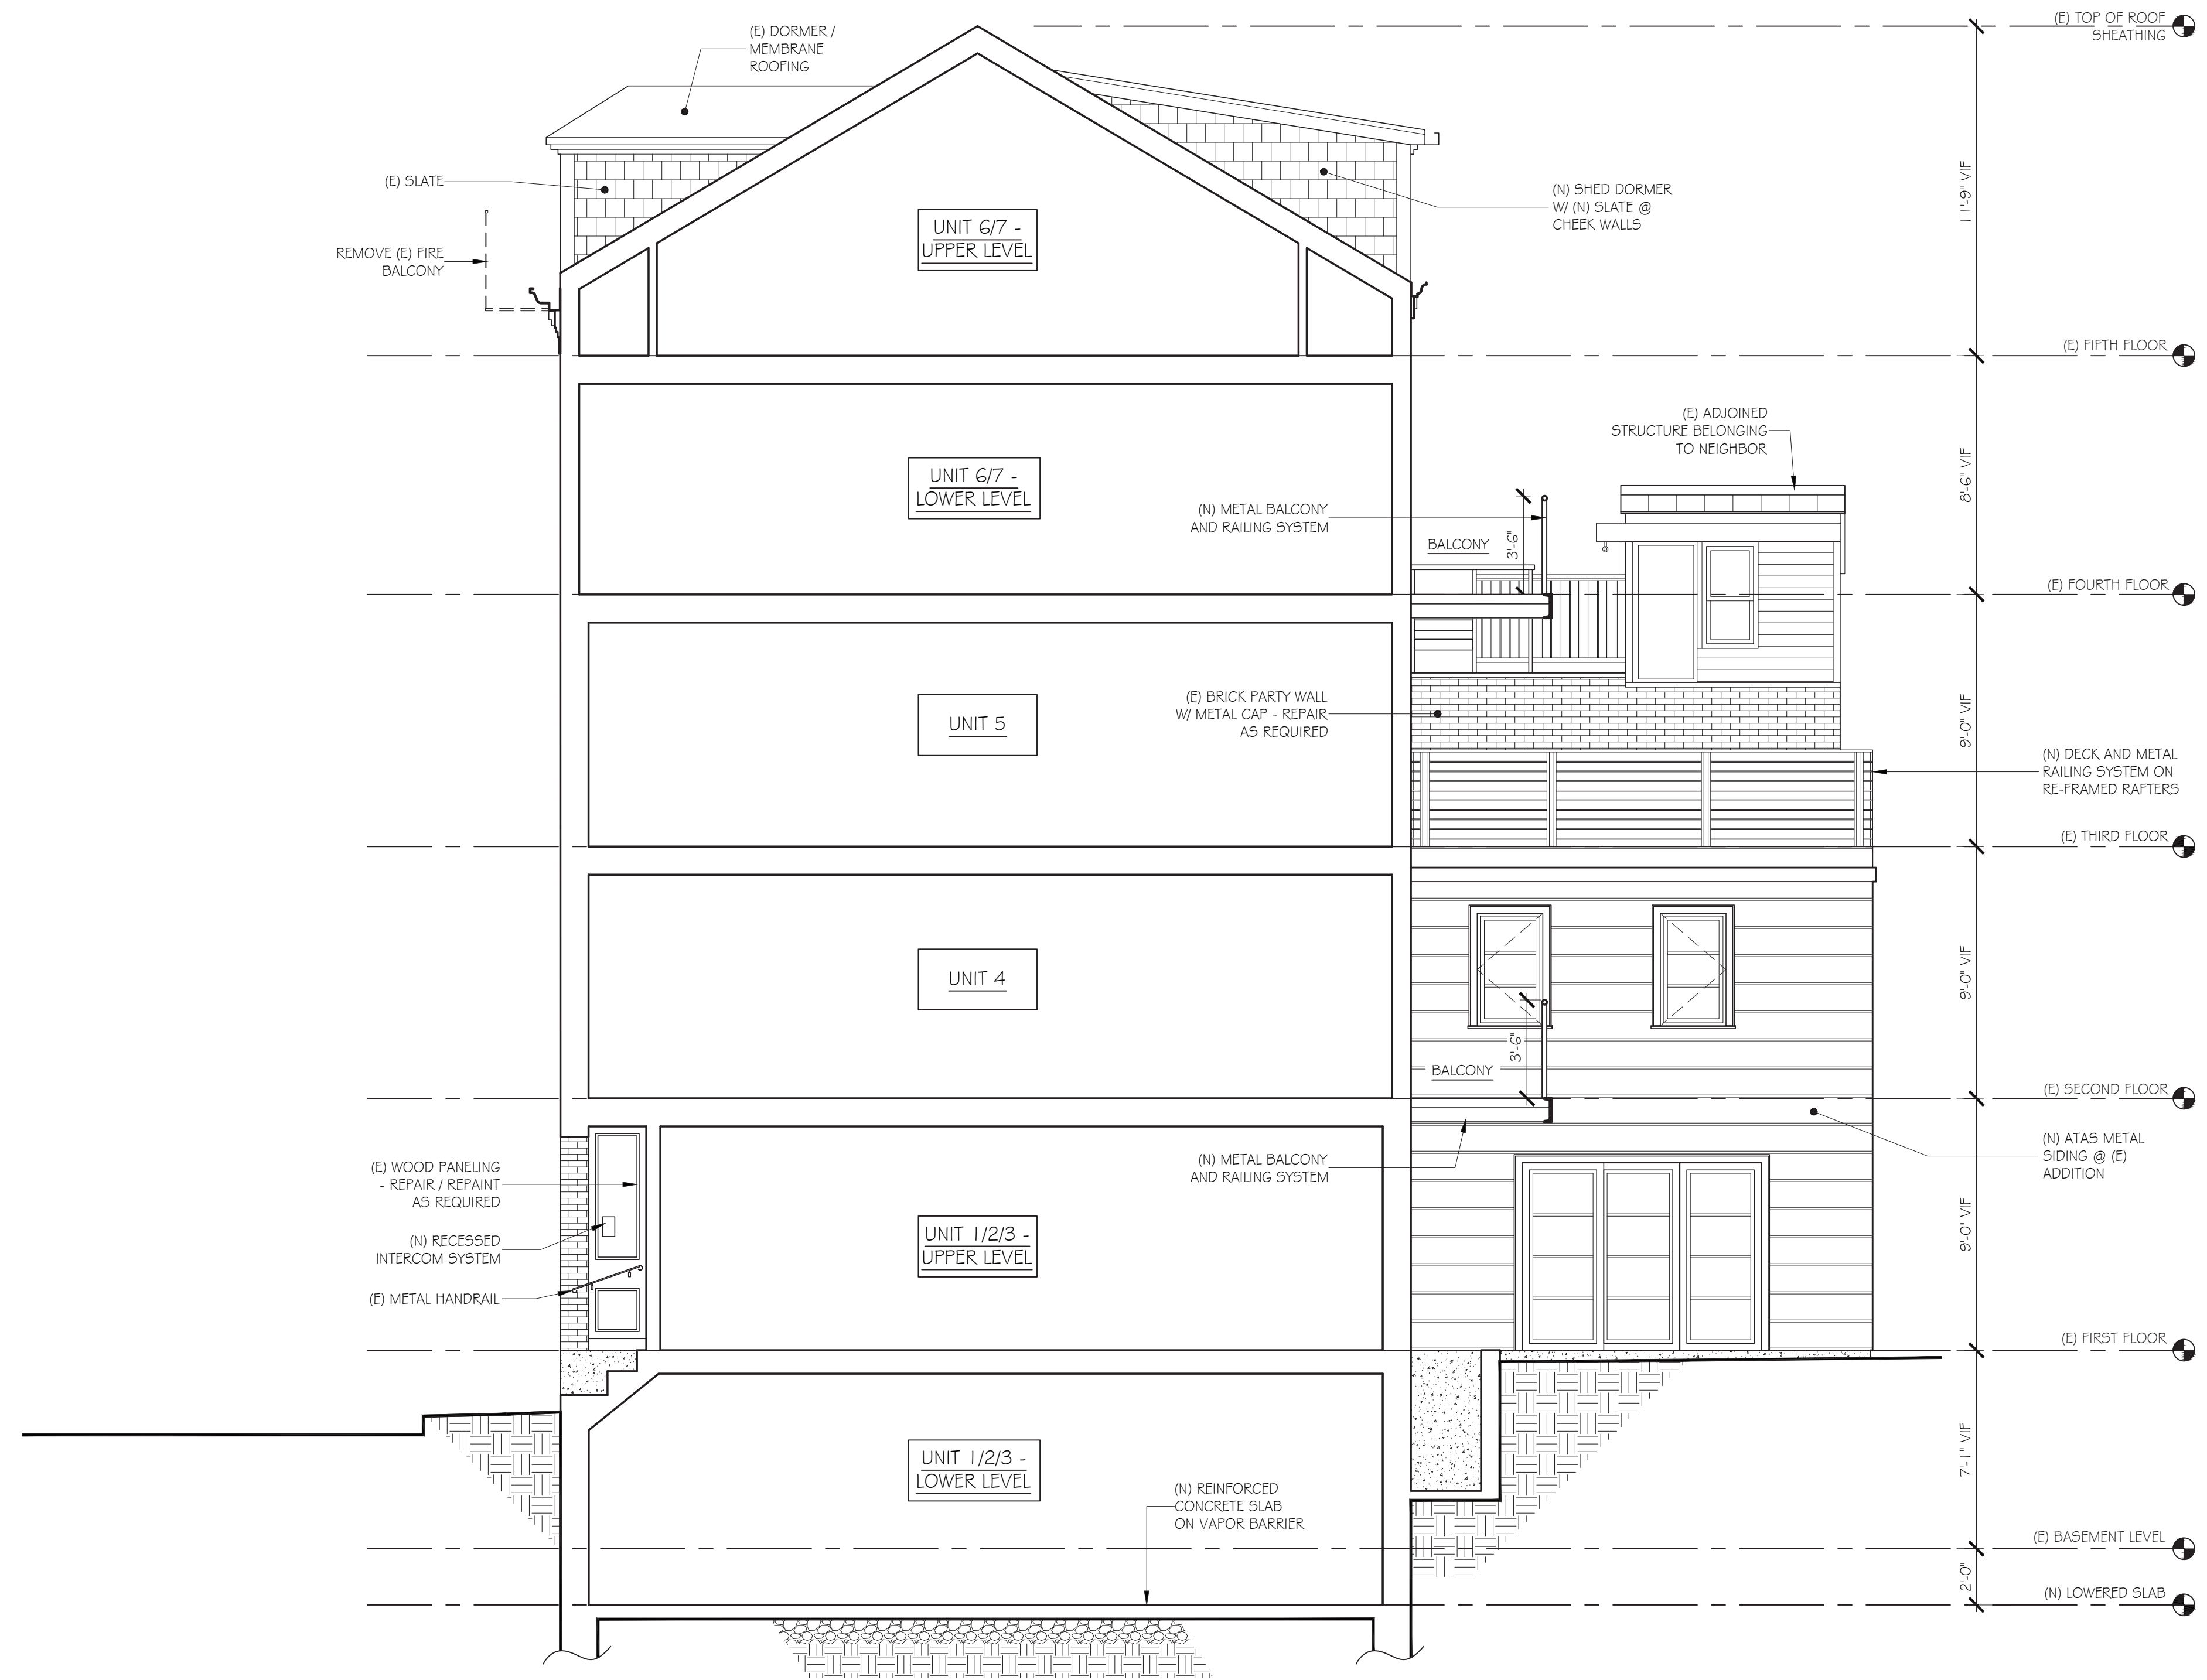 (E) TOP OF ROOF
SHEATHING
(E) DORMER /
MEMBRANE
ROOFING
(E) SLATE
11'-9" VIF
(N) SHED DORMER
W/ (N) SLATE @
CHEEK WALLS
UNIT 6/7 -
UPPER LEVEL
REMOVE (E) FIRE
BALCONY
(E) FIFTH FLOOR
(E) ADJOINED
STRUCTURE BELONGING
TO NEIGHBOR
8'-6" VIF
UNIT 6/7 -
LOWER LEVEL
(N) METAL BALCONY
AND RAILING SYSTEM
BALCONY
3'-6"
(E) FOURTH FLOOR
(E) BRICK PARTY WALL
W/ METAL CAP - REPAIR
AS REQUIRED
UNIT 5
9'-0" VIF
(N) DECK AND METAL
RAILING SYSTEM ON
RE-FRAMED RAFTERS
(E) THIRD FLOOR
UNIT 4
9'-0" VIF
3'-6"
BALCONY
(E) SECOND FLOOR
(N) METAL BALCONY
AND RAILING SYSTEM
(N) ATAS METAL
SIDING @ (E)
ADDITION
(E) WOOD PANELING
- REPAIR / REPAINT
AS REQUIRED
(N) RECESSED
INTERCOM SYSTEM
(E) METAL HANDRAIL
UNIT 1/2/3 -
UPPER LEVEL
9'-0" VIF
(E) FIRST FLOOR
UNIT 1/2/3 -
LOWER LEVEL
7'-1" VIF
(N) REINFORCED
CONCRETE SLAB
ON VAPOR BARRIER
(E) BASEMENT LEVEL
2'-0"
(N) LOWERED SLAB